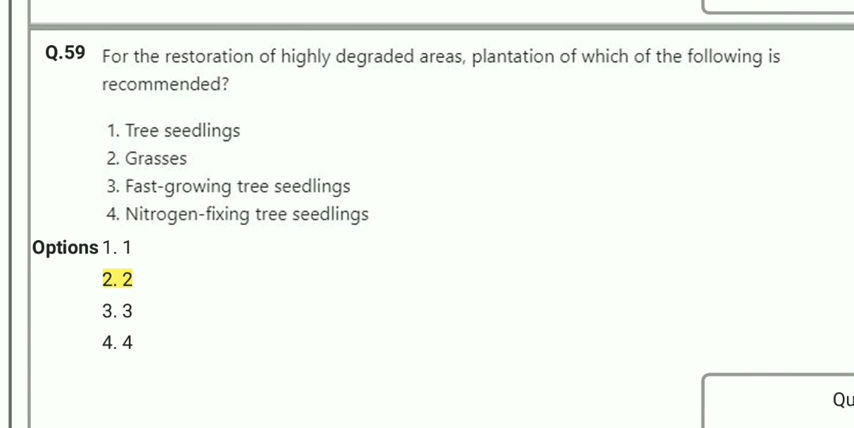 Q.59 For the restoration of highly degraded areas, plantation of which of the following is
recommended?
1. Tree seedlings
2. Grasses
3. Fast-growing tree seedlings
4. Nitrogen-fixing tree seedlings
Options 1. 1
2. 2
3. 3
4. 4
Qu